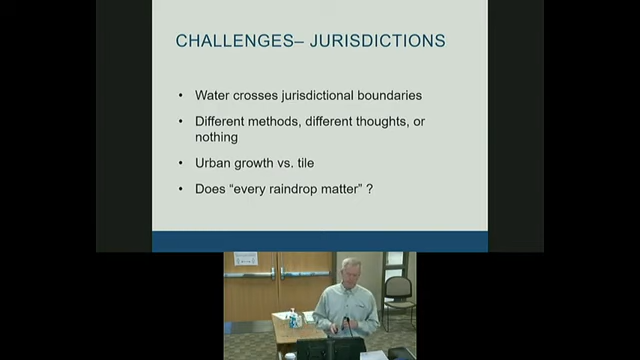 CHALLENGES– JURISDICTIONS
• Water crosses jurisdictional boundaries
• Different methods, different thoughts, or
nothing
• Urban growth vs. tile
• Does “every raindrop matter” ?